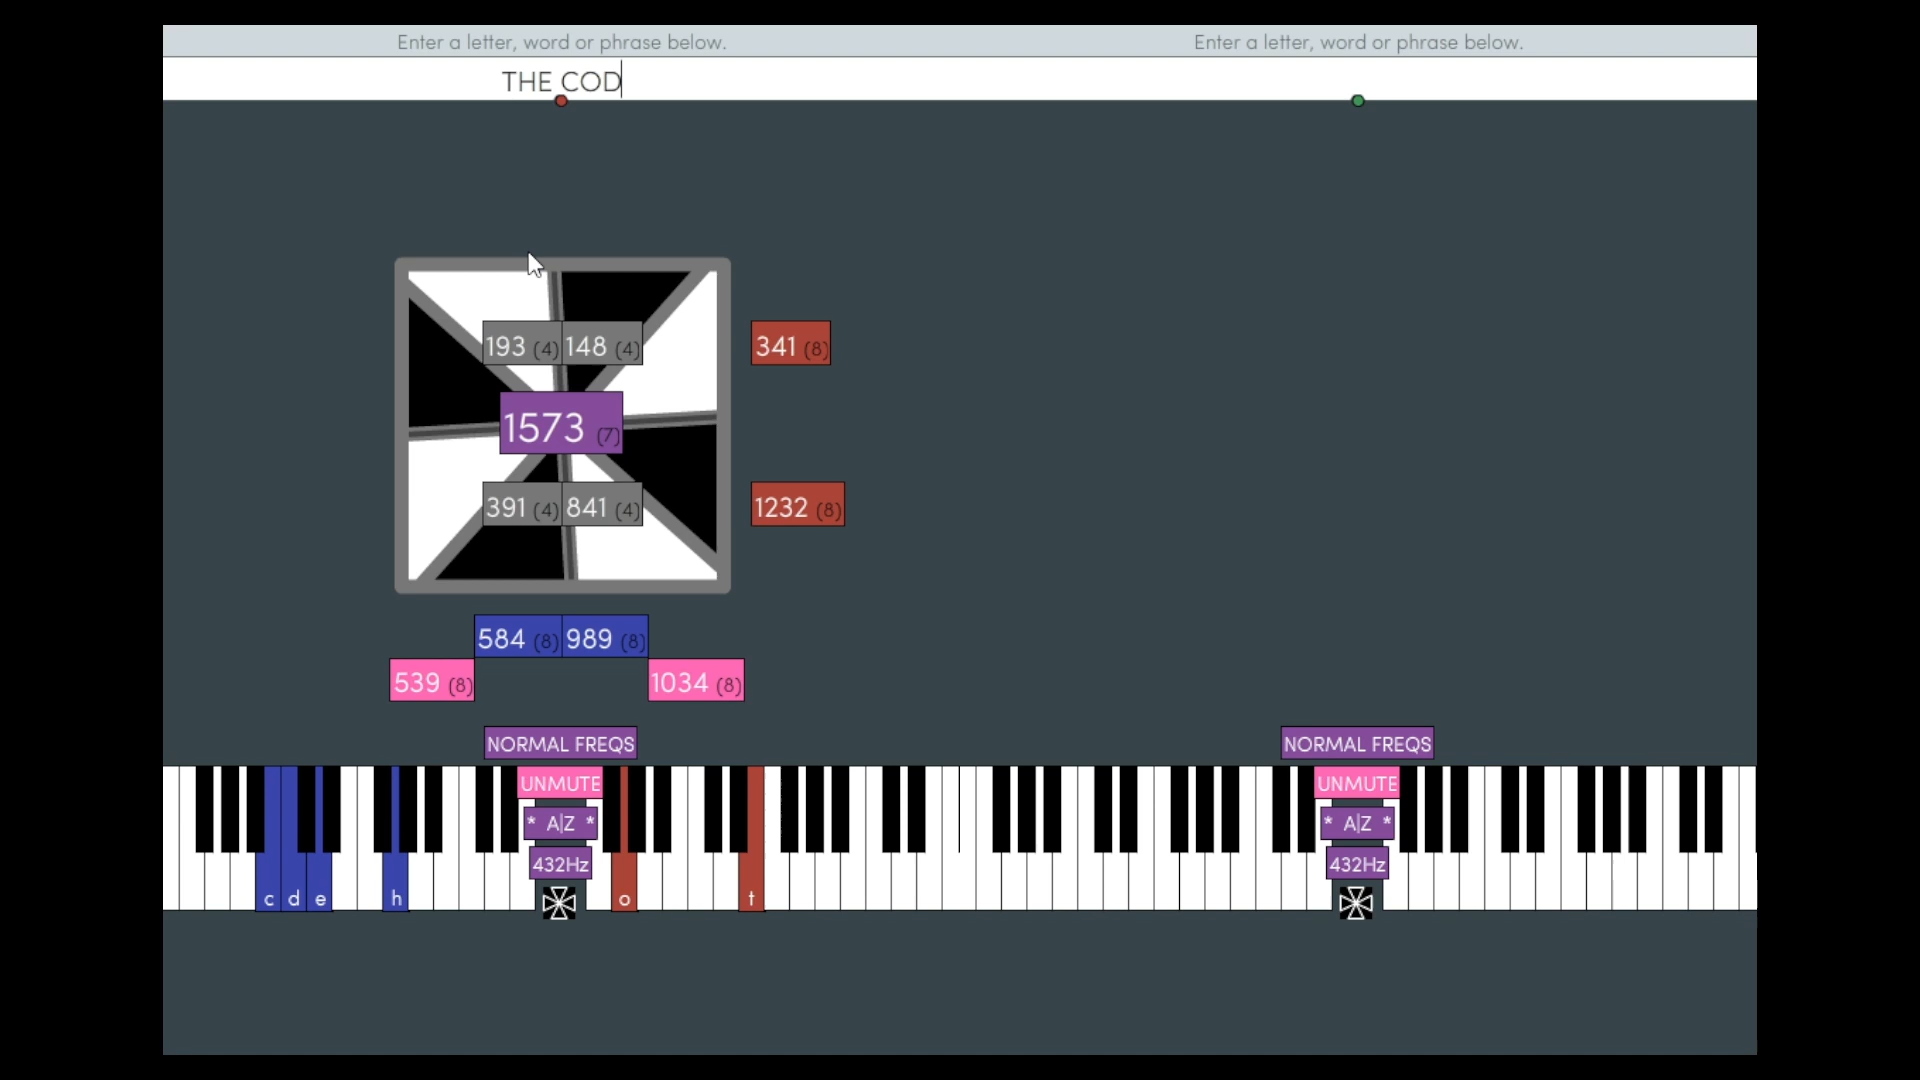 Enter a letter, word or phrase below. Enter a letter, word or phrase below.
THE COD
193 (4) 148 (4) 341 (8)
1573 (7)
391 (4) 841 (4) 1232 (8)
584 (8) 989 (8)
539 (8) 1034 (8)
NORMAL FREQS NORMAL FREQS
UNMUTE UNMUTE
* A|Z * * A|Z *
432Hz 432Hz
c d e h o t